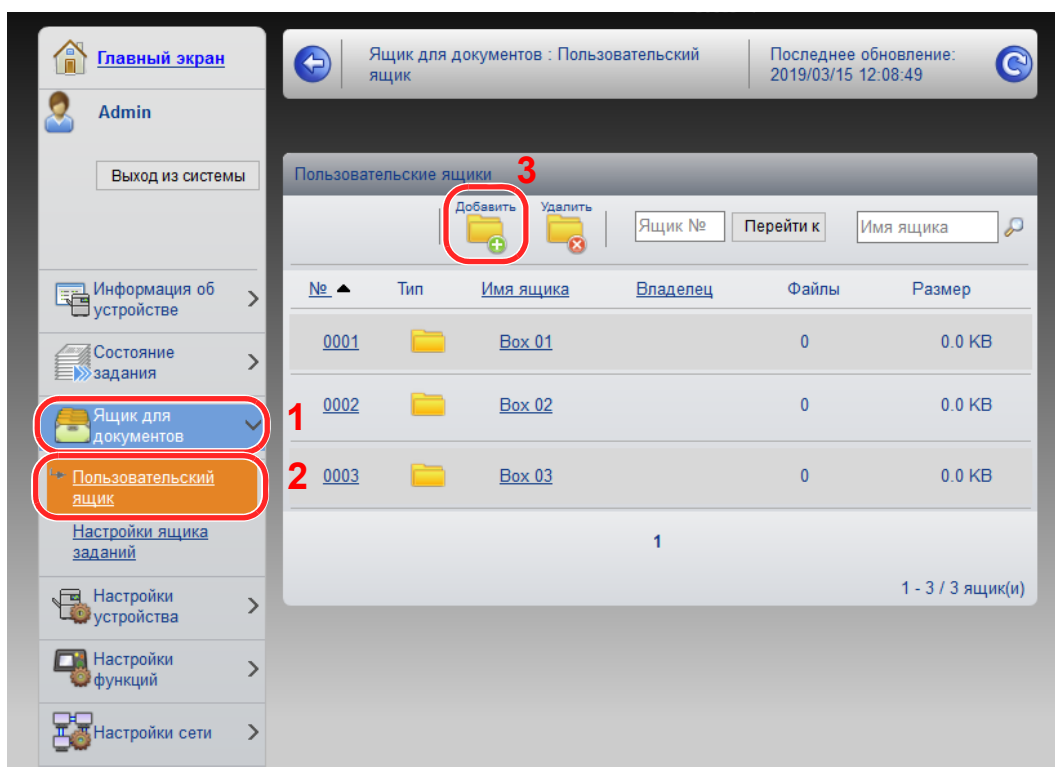 Главный экран
Admin
Выход из системы
Ящик для документов : Пользовательский
ящик
Последнее обновление:
2019/03/15 12:08:49
Пользовательские ящики
3
Добавить
Удалить
Ящик №
Перейти к
Имя ящика
№ Тип Имя ящика Владелец Файлы Размер
0001 Box 01 0 0.0 KB
0002 Box 02 0 0.0 KB
0003 Box 03 0 0.0 KB
1
1 - 3 / 3 ящик(и)
Информация об
устройстве
Состояние
задания
Ящик для
документов
1
Пользовательский
ящик
2
Настройки ящика
заданий
Настройки
устройства
Настройки
функций
Настройки сети